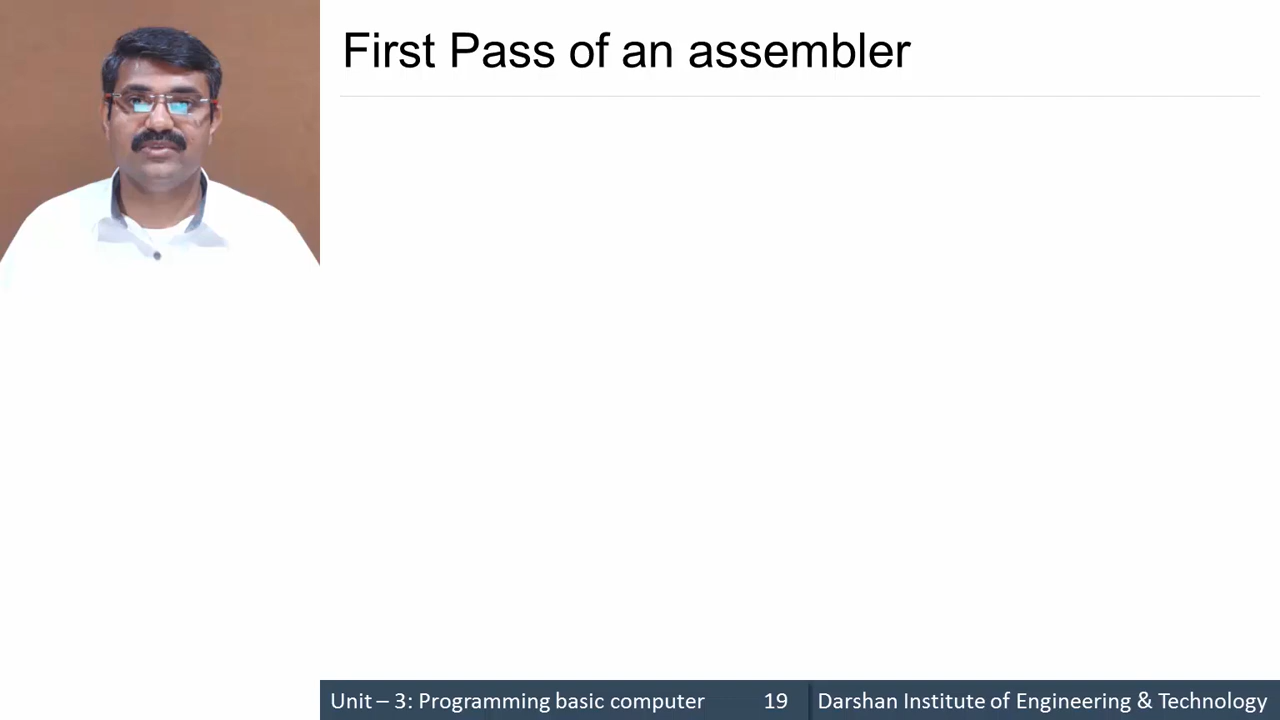 First Pass of an assembler
Unit – 3: Programming basic computer 19 Darshan Institute of Engineering & Technology